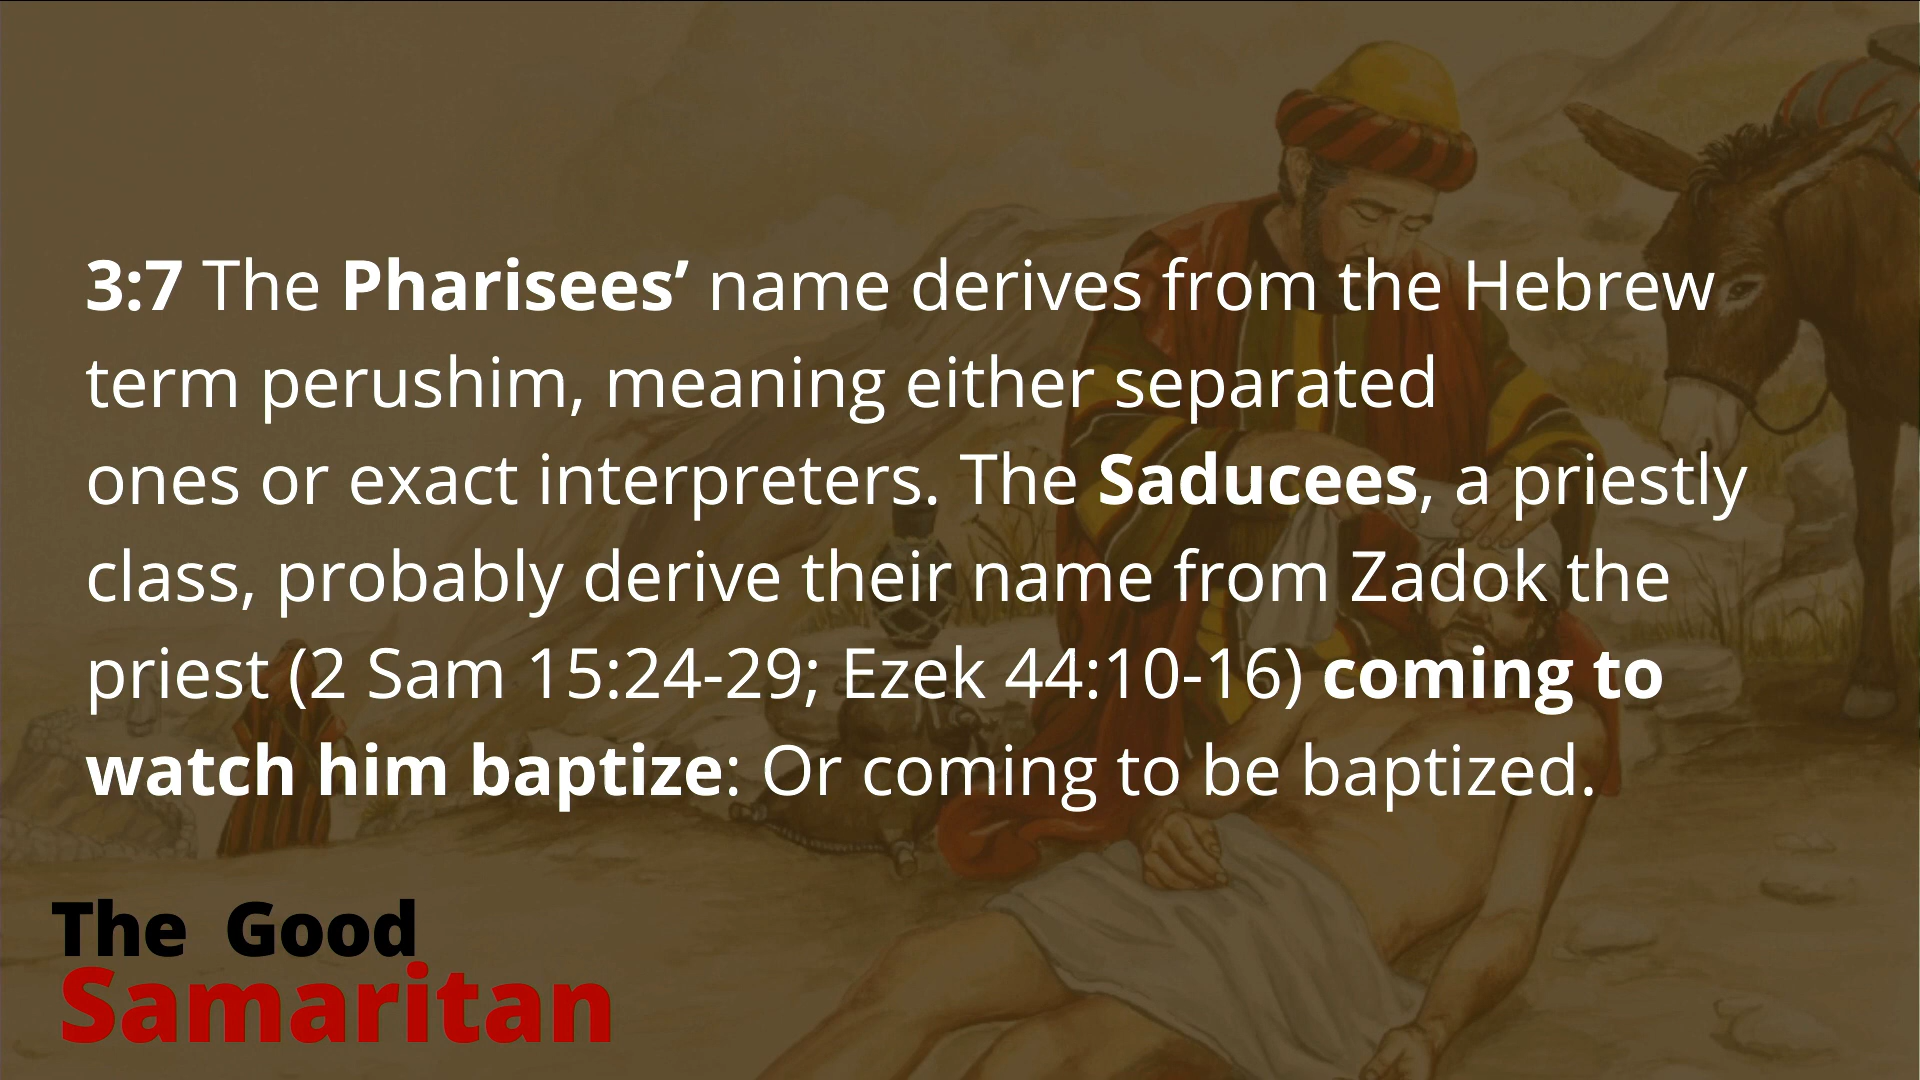 3:7 The Pharisees’ name derives from the Hebrew
term perushim, meaning either separated
ones or exact interpreters. The Saducees, a priestly
class, probably derive their name from Zadok the
priest (2 Sam 15:24-29; Ezek 44:10-16) coming to
watch him baptize: Or coming to be baptized.
The Good
Samaritan